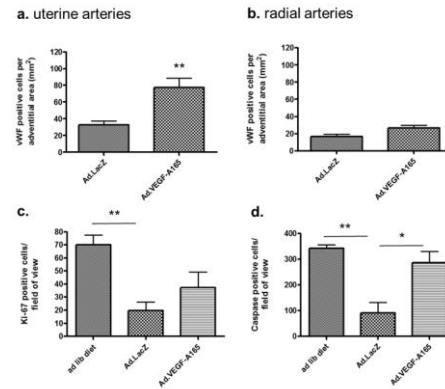 a. uterine arteries
vWF positive cells per
adventitial area (mm²)
120
100
80
60
40
20
0
**
Ad.LacZ
Ad.VEGF-A165
b. radial arteries
vWF positive cells per
adventitial area (mm²)
120
100
80
60
40
20
0
Ad.LacZ
Ad.VEGF-A165
c.
Ki-67 positive cells/
field of view
80
70
60
50
40
30
20
10
0
**
ad lib diet
Ad.LacZ
Ad.VEGF-A165
d.
Caspase positive cells/
field of view
400
300
200
100
0
**
*
ad lib diet
Ad.LacZ
Ad.VEGF-A165